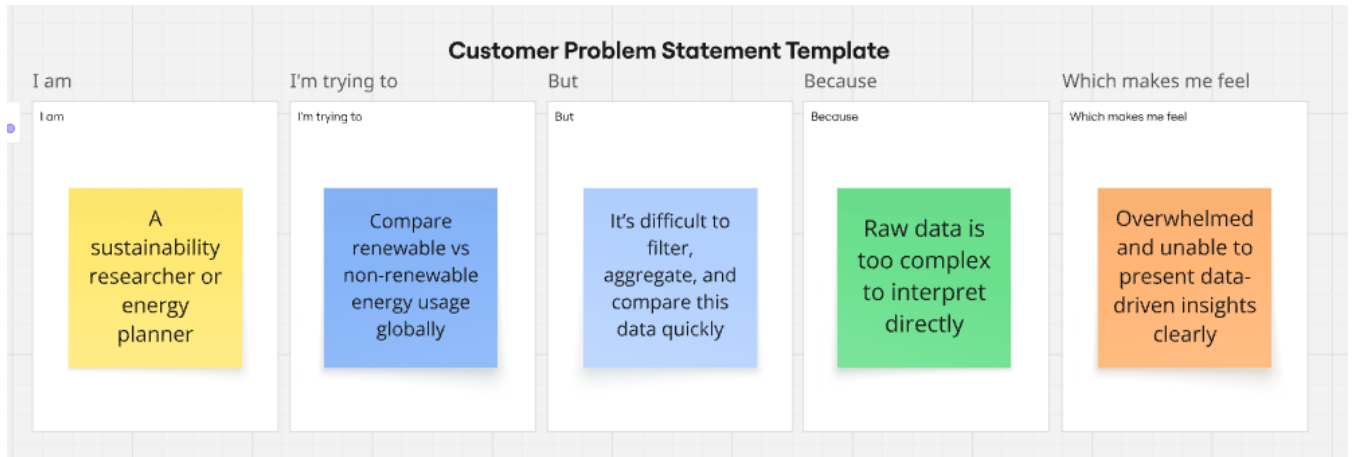 Customer Problem Statement Template
I am
I'm trying to
But
Because
Which makes me feel
I am
I'm trying to
But
Because
Which makes me feel
A
sustainability
researcher or
energy
planner
Compare
renewable vs
non-renewable
energy usage
globally
It’s difficult to
filter,
aggregate, and
compare this
data quickly
Raw data is
too complex
to interpret
directly
Overwhelmed
and unable to
present data-
driven insights
clearly